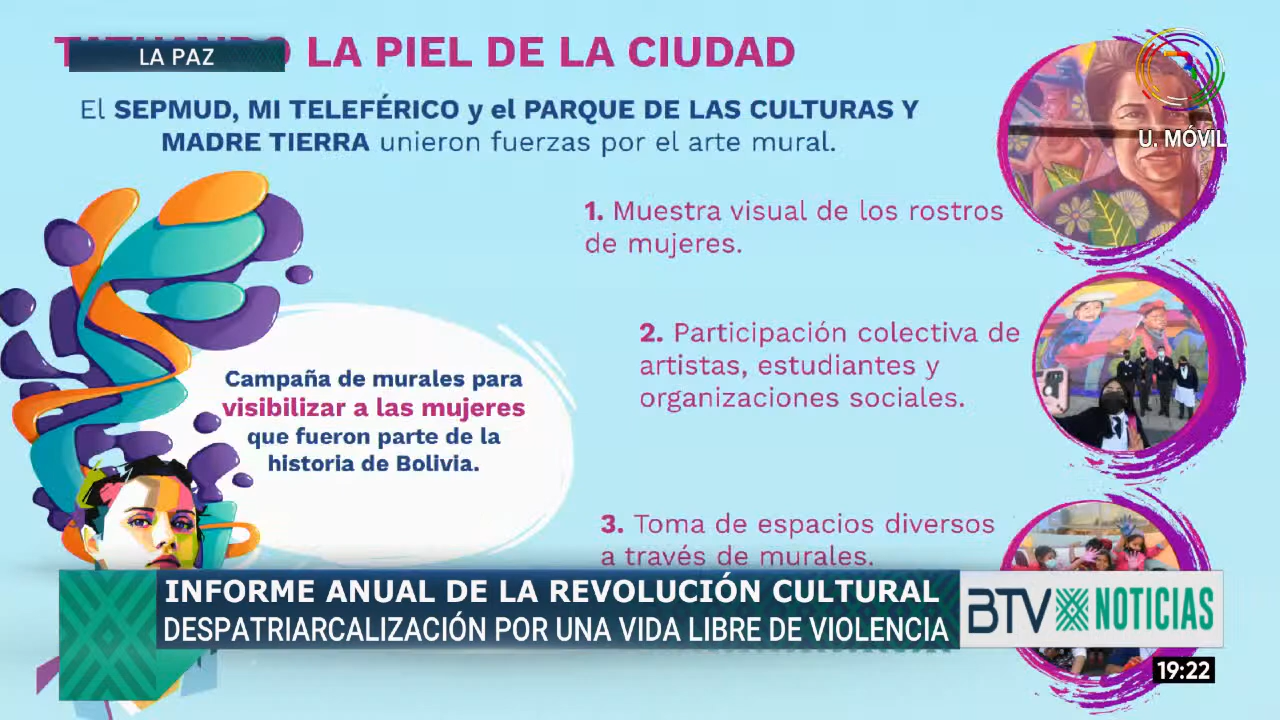 LA PIEL DE LA CIUDAD
LA PAZ
El SEPMUD, MI TELEFÉRICO y el PARQUE DE LAS CULTURAS Y
MADRE TIERRA unieron fuerzas por el arte mural.
U. MÓVIL
1. Muestra visual de los rostros
de mujeres.
2. Participación colectiva de
artistas, estudiantes y
organizaciones sociales.
Campaña de murales para
visibilizar a las mujeres
que fueron parte de la
historia de Bolivia.
3. Toma de espacios diversos
a través de murales.
INFORME ANUAL DE LA REVOLUCIÓN CULTURAL
DESPATRIARCALIZACIÓN POR UNA VIDA LIBRE DE VIOLENCIA
BTV NOTICIAS
19:22